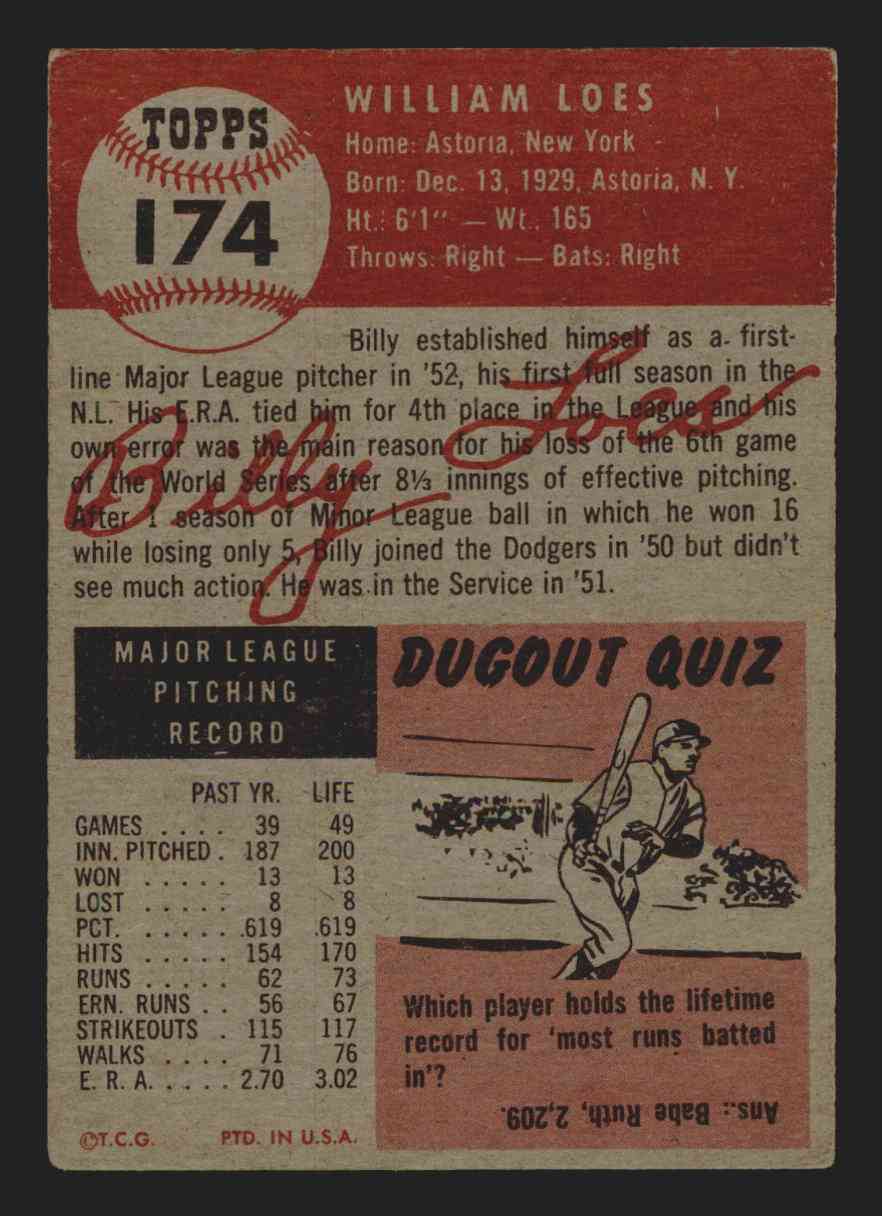 TOPPS
174
WILLIAM LOES
Home: Astoria, New York
Born: Dec. 13, 1929, Astoria, N. Y.
Ht.: 6'1" — Wt. 165
Throws: Right — Bats: Right
Billy established himself as a first-
line Major League pitcher in '52, his first full season in the
N.L. His E.R.A. tied him for 4th place in the League and his
own error was the main reason for his loss of the 6th game
of the World Series after 8⅓ innings of effective pitching.
After 1 season of Minor League ball in which he won 16
while losing only 5, Billy joined the Dodgers in '50 but didn't
see much action. He was in the Service in '51.
Billy Loes
MAJOR LEAGUE
PITCHING
RECORD
PAST YR. LIFE
GAMES . . . . 39 49
INN. PITCHED . 187 200
WON . . . . . 13 13
LOST . . . . . 8 8
PCT. . . . . . .619 .619
HITS . . . . . 154 170
RUNS . . . . . 62 73
ERN. RUNS . . 56 67
STRIKEOUTS . 115 117
WALKS . . . . 71 76
E. R. A. . . . . 2.70 3.02
©T.C.G. PTD. IN U.S.A.
DUGOUT QUIZ
Which player holds the lifetime
record for 'most runs batted
in'?
Ans.: Babe Ruth, 2,209.